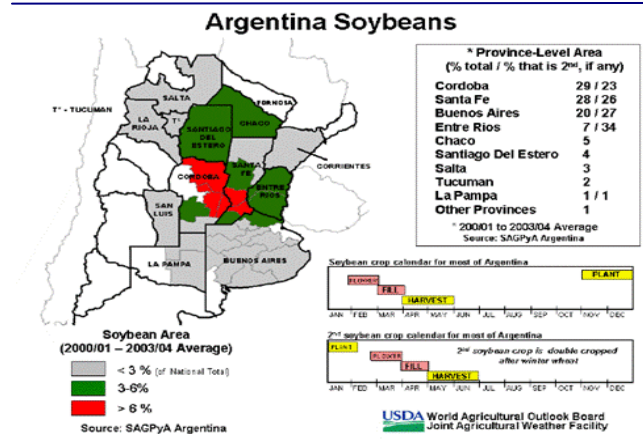 Argentina Soybeans
* Province-Level Area
(% total / % that is 2nd, if any)
Cordoba 29 / 23
Santa Fe 28 / 26
Buenos Aires 20 / 27
Entre Rios 7 / 34
Chaco 5
Santiago Del Estero 4
Salta 3
Tucuman 2
La Pampa 1 / 1
Other Provinces 1
* 2000/01 to 2003/04 Average
Source: SAGPyA Argentina
SALTA
FORMOSA
T* - TUCUMAN
LA RIOJA
T*
CHACO
SANTIAGO DEL ESTERO
CORRIENTES
SANTA FE
CORDOBA
ENTRE RIOS
SAN LUIS
BUENOS AIRES
LA PAMPA
Soybean crop calendar for most of Argentina
PLANT
FLOWER
FILL
HARVEST
JAN FEB MAR APR MAY JUN JUL AUG SEP OCT NOV DEC
2nd soybean crop calendar for most of Argentina
PLANT
FLOWER
FILL
HARVEST
2nd soybean crop is double cropped
after winter wheat
JAN FEB MAR APR MAY JUN JUL AUG SEP OCT NOV DEC
Soybean Area
(2000/01 – 2003/04 Average)
< 3 % (of National Total)
3-6%
> 6 %
Source: SAGPyA Argentina
USDA World Agricultural Outlook Board
Joint Agricultural Weather Facility